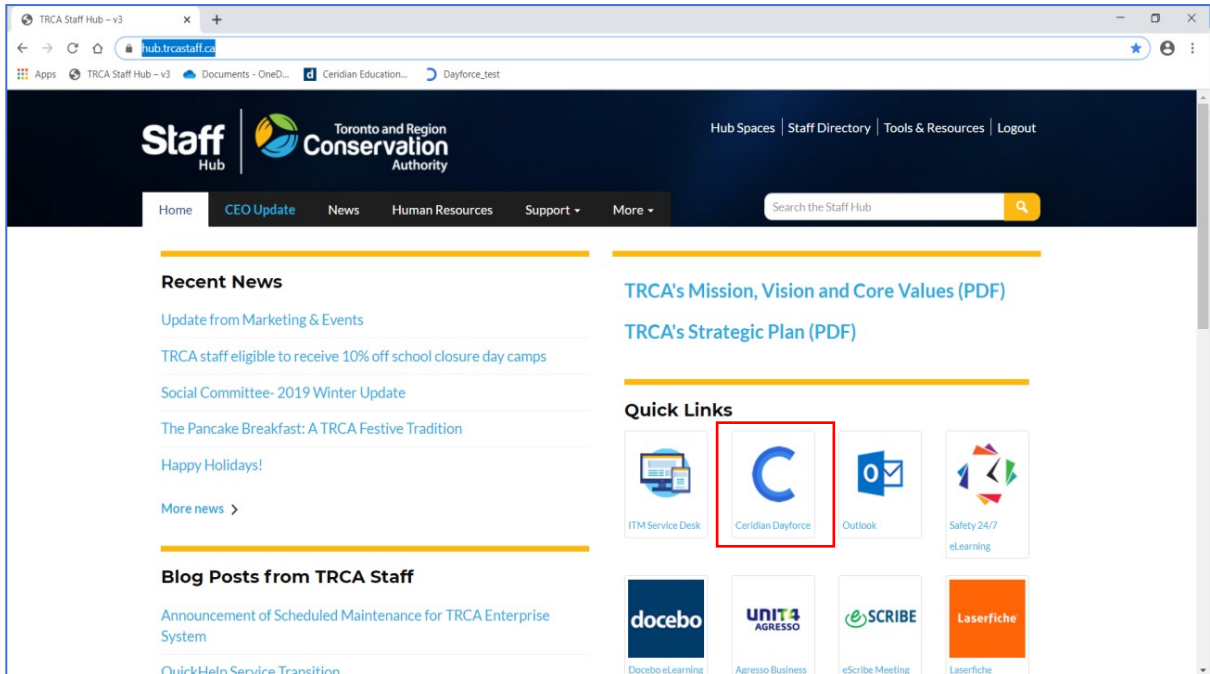 TRCA Staff Hub – v3
hub.trcastaff.ca
Apps TRCA Staff Hub – v3 Documents - OneD... Ceridian Education... Dayforce_test
Staff
Hub
Toronto and Region
Conservation
Authority
Hub Spaces | Staff Directory | Tools & Resources | Logout
Home CEO Update News Human Resources Support More
Search the Staff Hub
Recent News
Update from Marketing & Events
TRCA staff eligible to receive 10% off school closure day camps
Social Committee- 2019 Winter Update
The Pancake Breakfast: A TRCA Festive Tradition
Happy Holidays!
More news
Blog Posts from TRCA Staff
Announcement of Scheduled Maintenance for TRCA Enterprise
System
QuickHelp Service Transition
TRCA's Mission, Vision and Core Values (PDF)
TRCA's Strategic Plan (PDF)
Quick Links
ITM Service Desk
Ceridian Dayforce
Outlook
Safety 24/7
eLearning
docebo
UNIT4
AGRESSO
eSCRIBE
Laserfiche
Docebo eLearning
Agresso Business
eScribe Meeting
Laserfiche